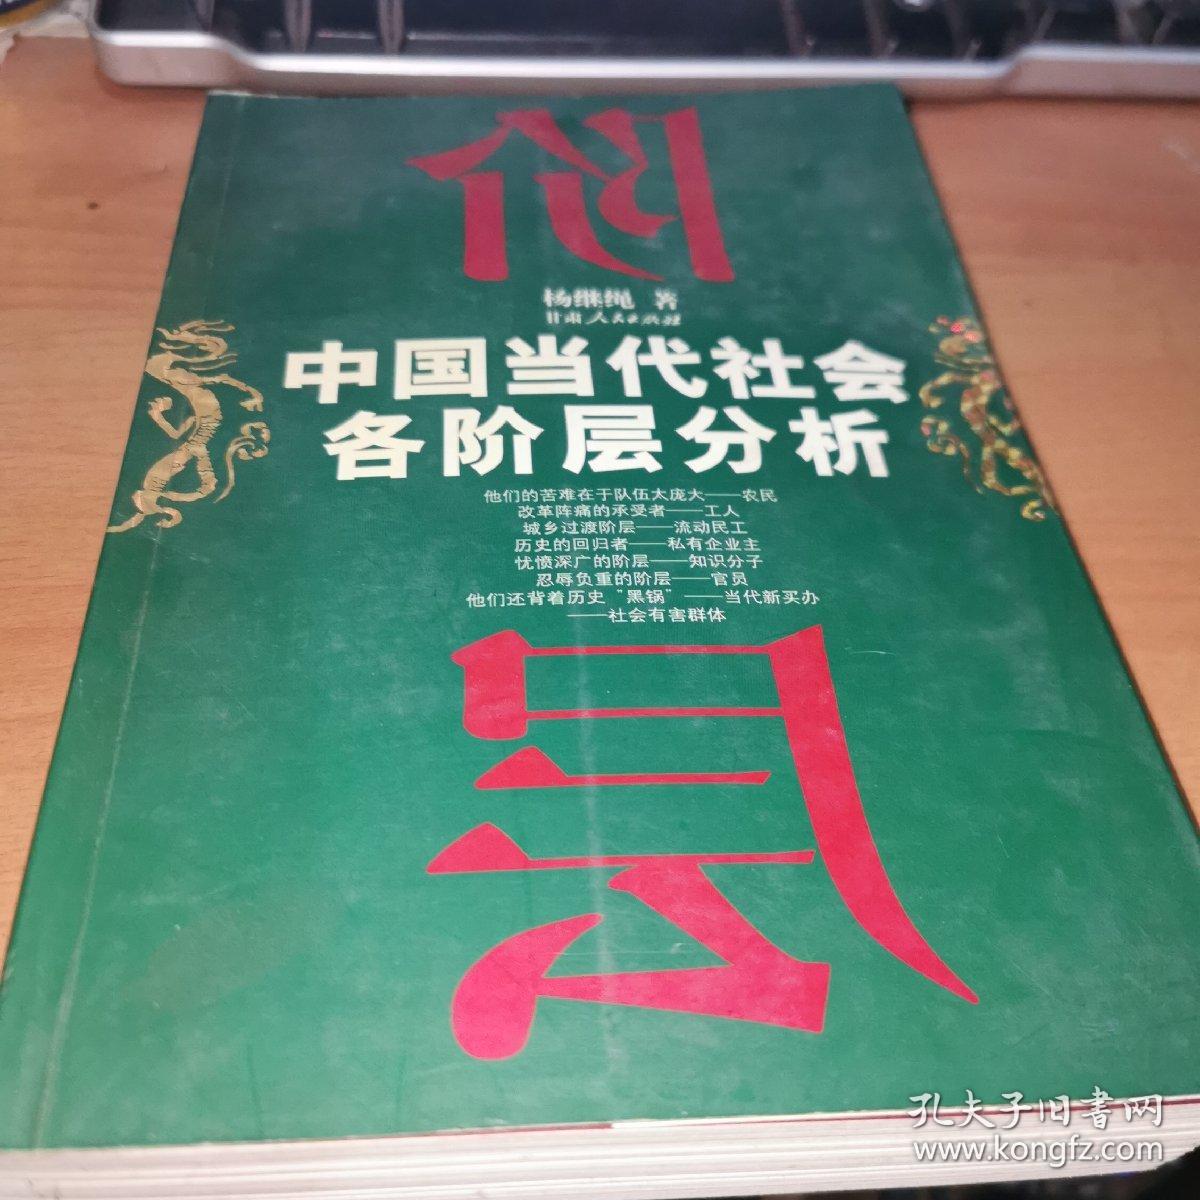 阶
杨继绳 著
甘肃人民出版社
中国当代社会
各阶层分析
他们的苦难在于队伍太庞大——农民
改革阵痛的承受者——工人
城乡过渡阶层——流动民工
历史的回归者——私有企业主
忧愤深广的阶层——知识分子
忍辱负重的阶层——官员
他们还背着历史"黑锅"——当代新买办
——社会有害群体
层
孔夫子旧书网
www.kongfz.com